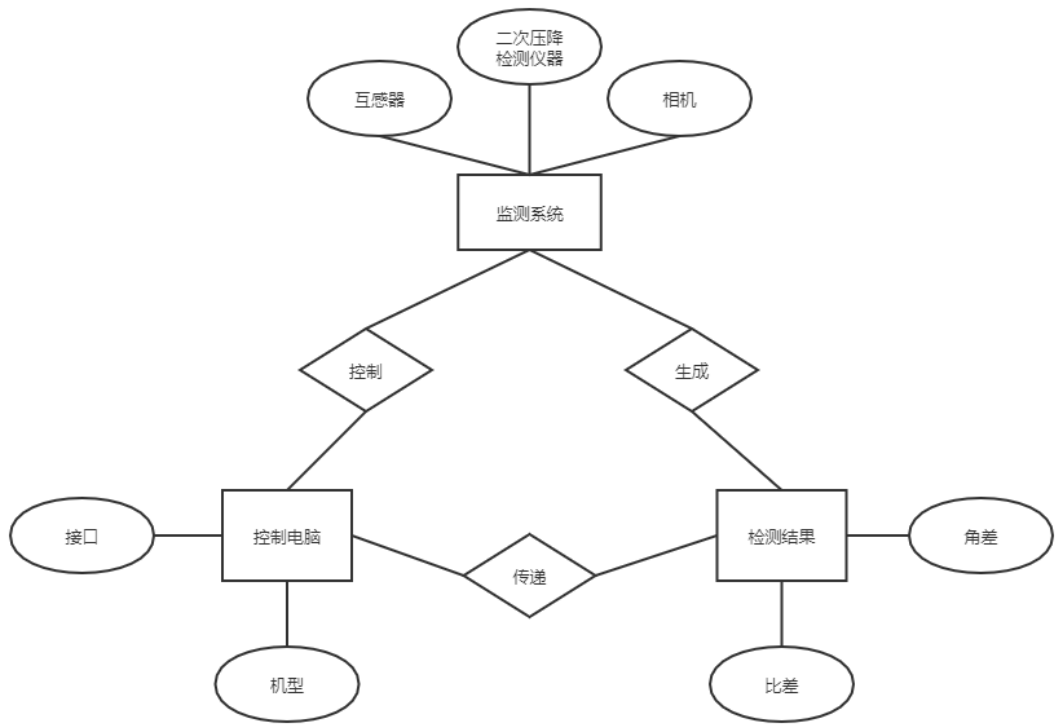 二次压降
检测仪器
互感器
相机
监测系统
控制
生成
接口
控制电脑
传递
检测结果
角差
机型
比差